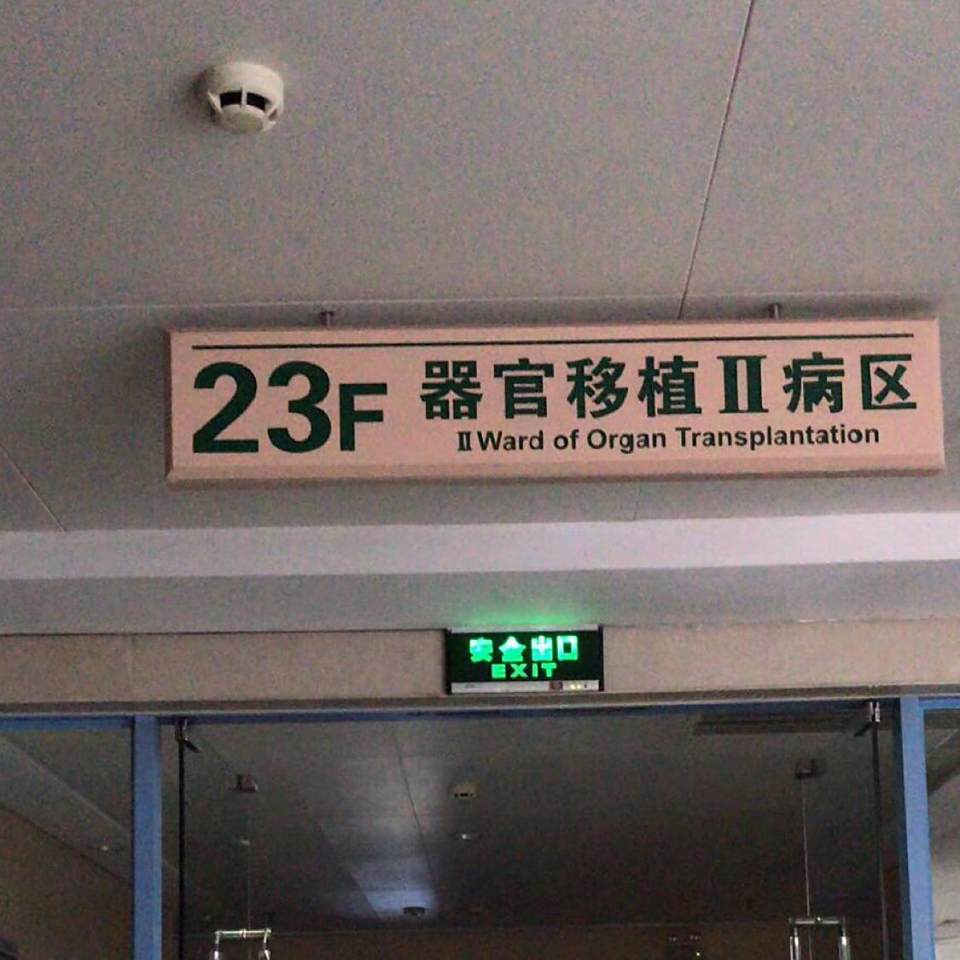 23F 器官移植Ⅱ病区
ⅡWard of Organ Transplantation
安全出口
EXIT